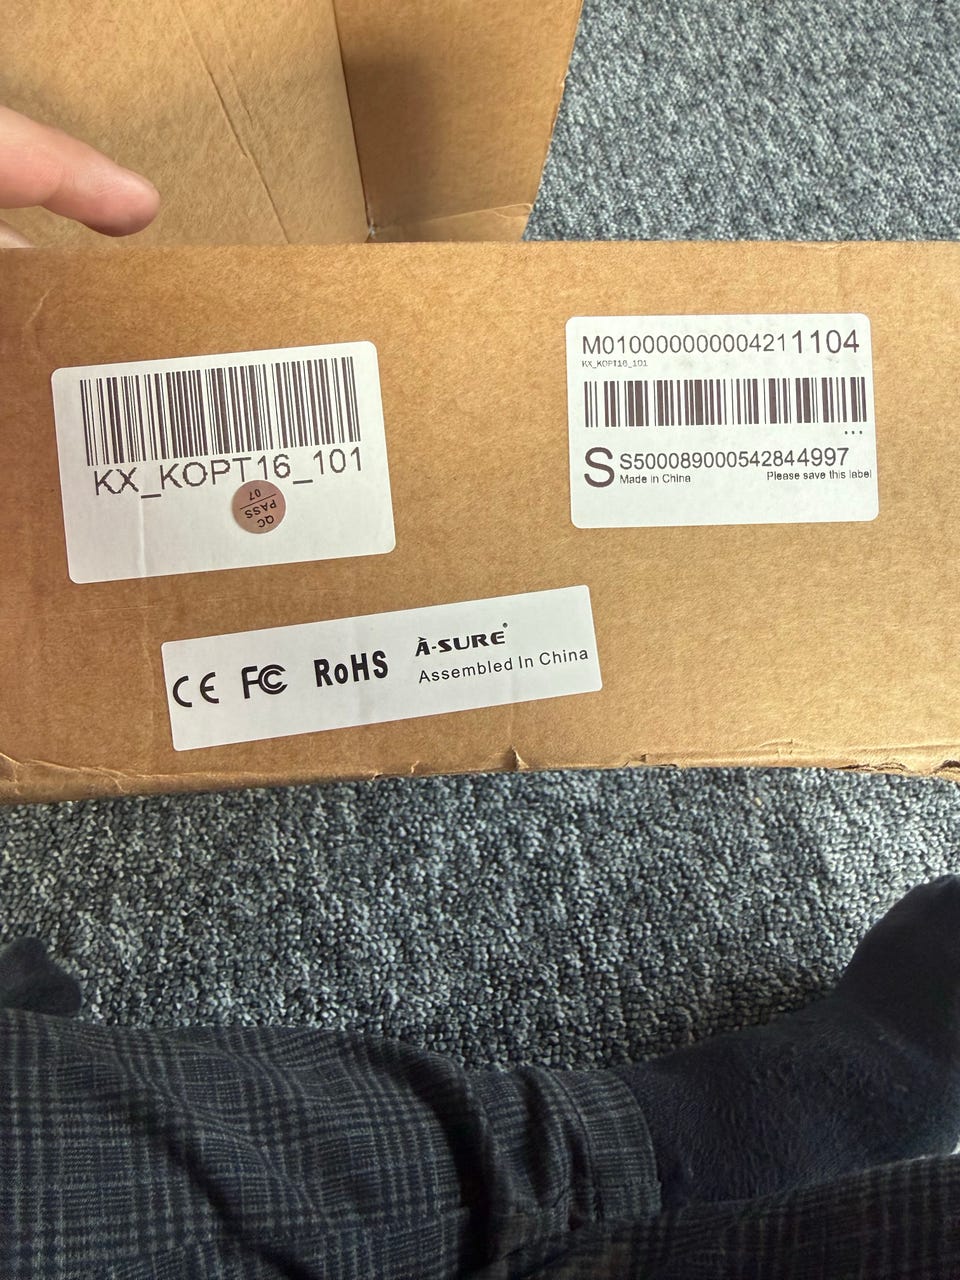 KX_KOPT16_101
QC
PASS
07
M010000000004211104
KX_KOPT16_101
...
S S500089000542844997
Made in China Please save this label
CE FC RoHS À-SURE®
Assembled In China